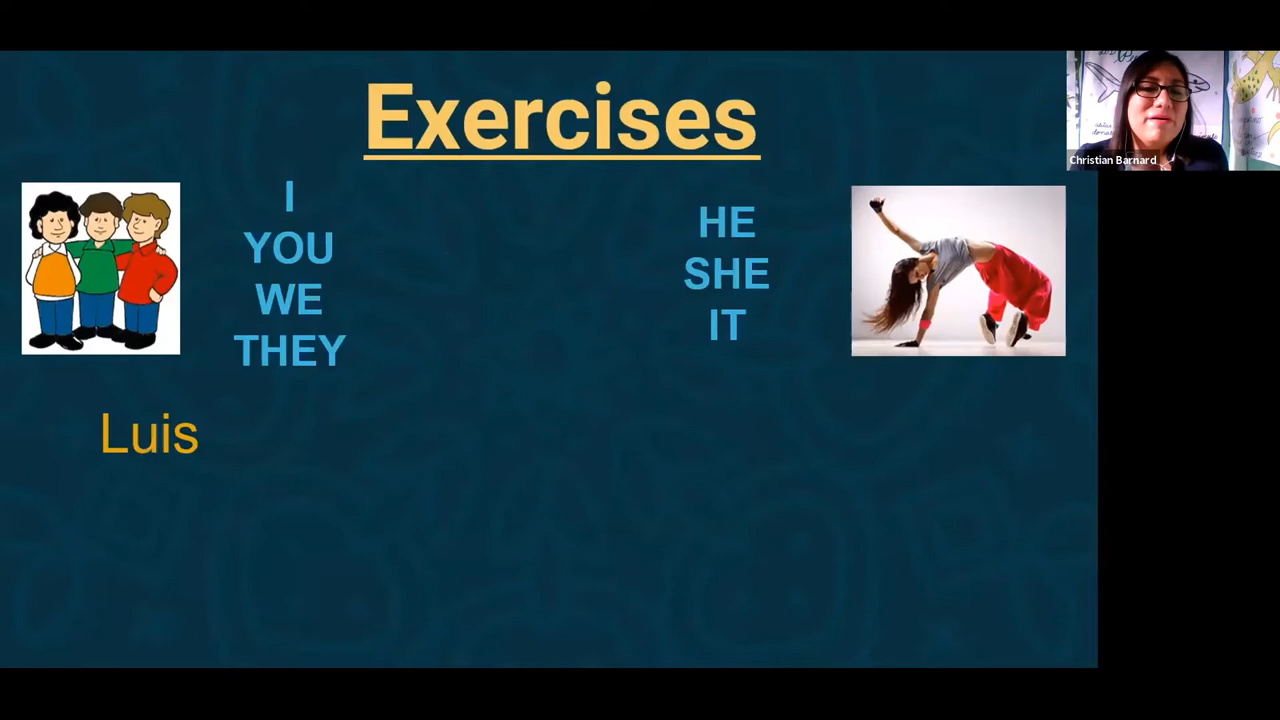 Exercises
I
YOU
WE
THEY
HE
SHE
IT
Luis
Christian Barnard